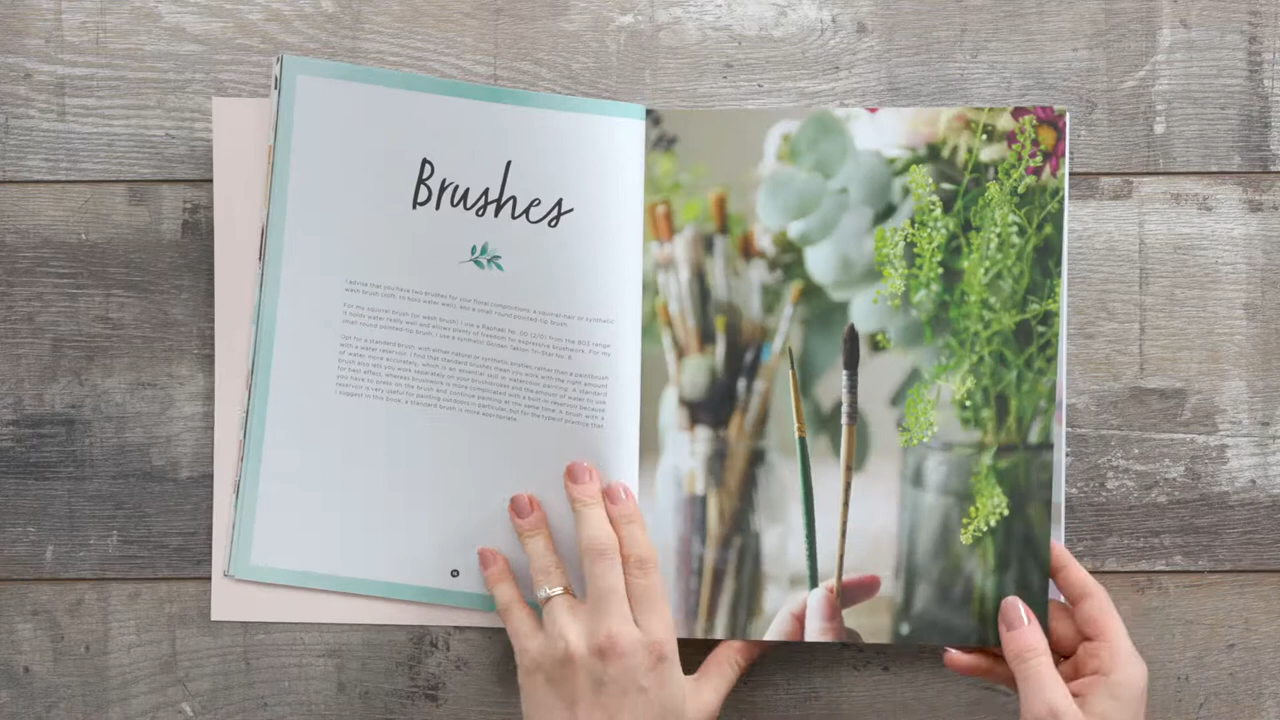 Brushes
I advise that you have two brushes for your floral compositions: a squirrel-hair or synthetic
wash brush (soft, to hold water well), and a small round pointed-tip brush.
For my squirrel brush (or wash brush) I use a Raphaël No. 00 (2/0) from the 803 range.
It holds water really well and allows plenty of freedom for expressive brushwork. For my
small round pointed-tip brush, I use a synthetic Golden Taklon No. 6.
Opt for a standard brush, with either natural or synthetic bristles, rather than a paintbrush
with a water reservoir. I find that standard brushes mean you work with the right amount
of water more accurately, which is an essential skill in watercolor painting. A standard
brush also lets you work separately on your brushstrokes and the amount of water to use
for best effect, whereas brushwork is more complicated with a built-in reservoir because
you have to press on the brush and continue painting at the same time. A brush with a
reservoir is very useful for painting outdoors in particular, but for the type of practice that
I suggest in this book, a standard brush is more appropriate.